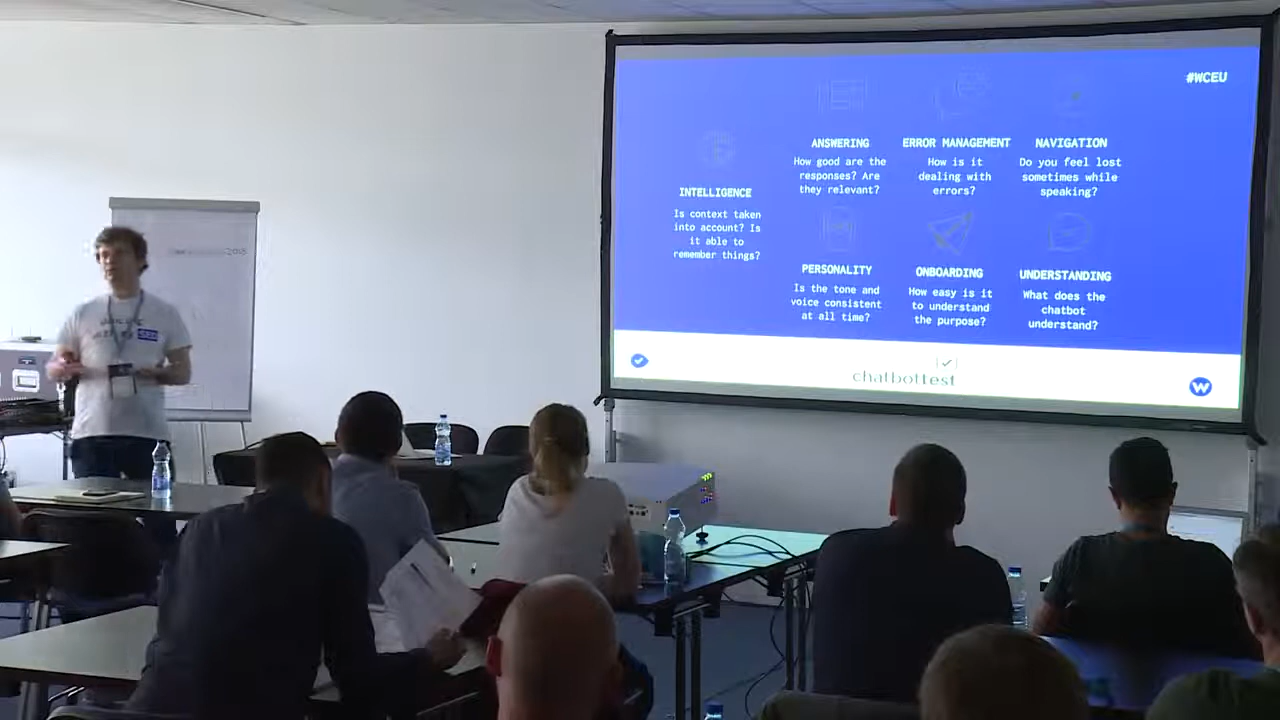 #WCEU
INTELLIGENCE
Is context taken
into account? Is
it able to
remember things?
ANSWERING
How good are the
responses? Are
they relevant?
ERROR MANAGEMENT
How is it
dealing with
errors?
NAVIGATION
Do you feel lost
sometimes while
speaking?
PERSONALITY
Is the tone and
voice consistent
at all time?
ONBOARDING
How easy is it
to understand
the purpose?
UNDERSTANDING
What does the
chatbot
understand?
chatbottest
W
2018